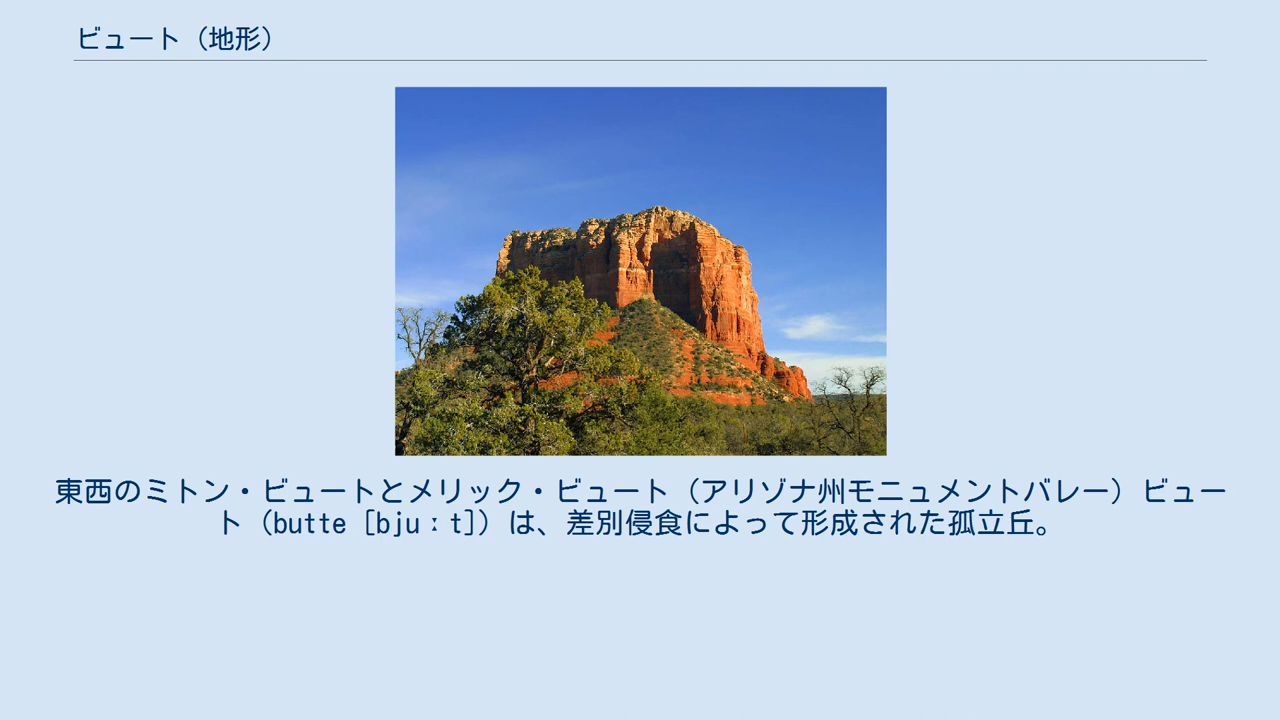 ビュート（地形）
東西のミトン・ビュートとメリック・ビュート（アリゾナ州モニュメントバレー）ビュー
ト（butte [bjuːt]）は、差別侵食によって形成された孤立丘。